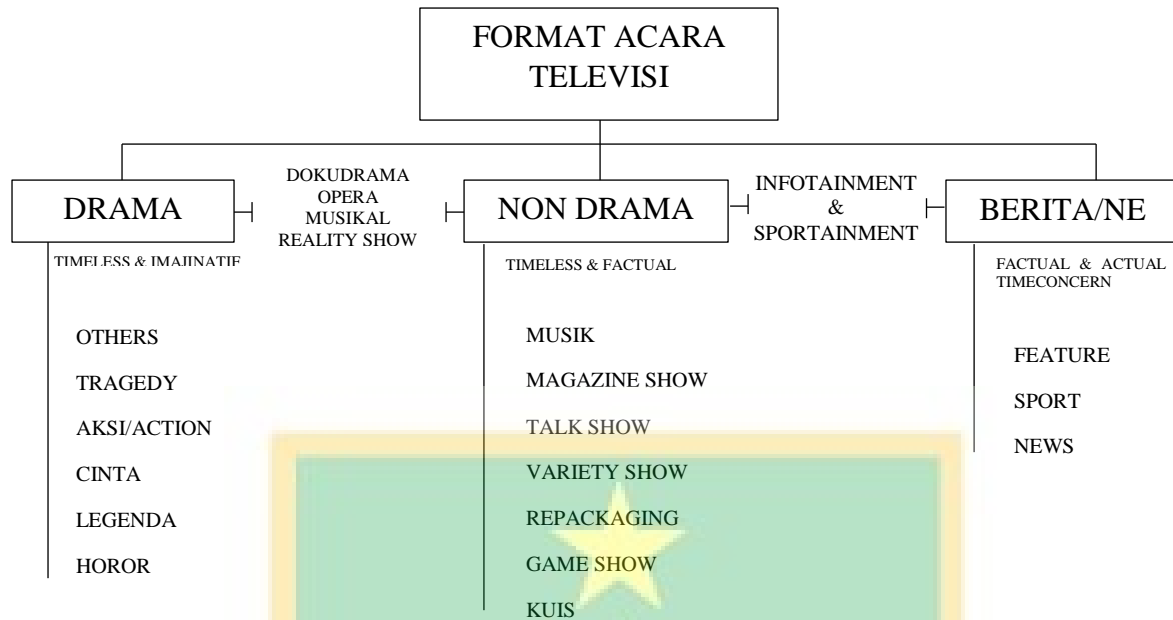 FORMAT ACARA
TELEVISI
DRAMA
TIMELESS & IMAJINATIF
OTHERS
TRAGEDY
AKSI/ACTION
CINTA
LEGENDA
HOROR
DOKUDRAMA
OPERA
MUSIKAL
REALITY SHOW
NON DRAMA
TIMELESS & FACTUAL
MUSIK
MAGAZINE SHOW
TALK SHOW
VARIETY SHOW
REPACKAGING
GAME SHOW
KUIS
INFOTAINMENT
&
SPORTAINMENT
BERITA/NE
FACTUAL & ACTUAL
TIMECONCERN
FEATURE
SPORT
NEWS